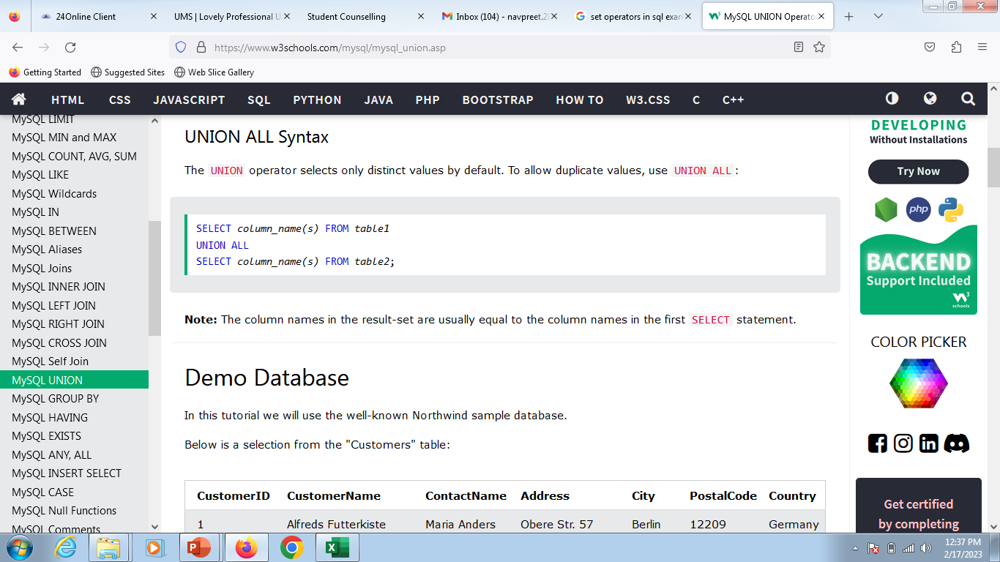 24Online Client
UMS | Lovely Professional U
Student Counselling
Inbox (104) - navpreet.2
set operators in sql exam
MySQL UNION Operato
https://www.w3schools.com/mysql/mysql_union.asp
Getting Started
Suggested Sites
Web Slice Gallery
HTML CSS JAVASCRIPT SQL PYTHON JAVA PHP BOOTSTRAP HOW TO W3.CSS C C++
MySQL LIMIT
MySQL MIN and MAX
MySQL COUNT, AVG, SUM
MySQL LIKE
MySQL Wildcards
MySQL IN
MySQL BETWEEN
MySQL Aliases
MySQL Joins
MySQL INNER JOIN
MySQL LEFT JOIN
MySQL RIGHT JOIN
MySQL CROSS JOIN
MySQL Self Join
MySQL UNION
MySQL GROUP BY
MySQL HAVING
MySQL EXISTS
MySQL ANY, ALL
MySQL INSERT SELECT
MySQL CASE
MySQL Null Functions
MySQL Comments
UNION ALL Syntax
The UNION operator selects only distinct values by default. To allow duplicate values, use UNION ALL:
SELECT column_name(s) FROM table1
UNION ALL
SELECT column_name(s) FROM table2;
Note: The column names in the result-set are usually equal to the column names in the first SELECT statement.
Demo Database
In this tutorial we will use the well-known Northwind sample database.
Below is a selection from the "Customers" table:
CustomerID CustomerName ContactName Address City PostalCode Country
1 Alfreds Futterkiste Maria Anders Obere Str. 57 Berlin 12209 Germany
DEVELOPING
Without Installations
Try Now
php
BACKEND
Support Included
W3
schools
COLOR PICKER
Get certified
by completing
12:37 PM
2/17/2023